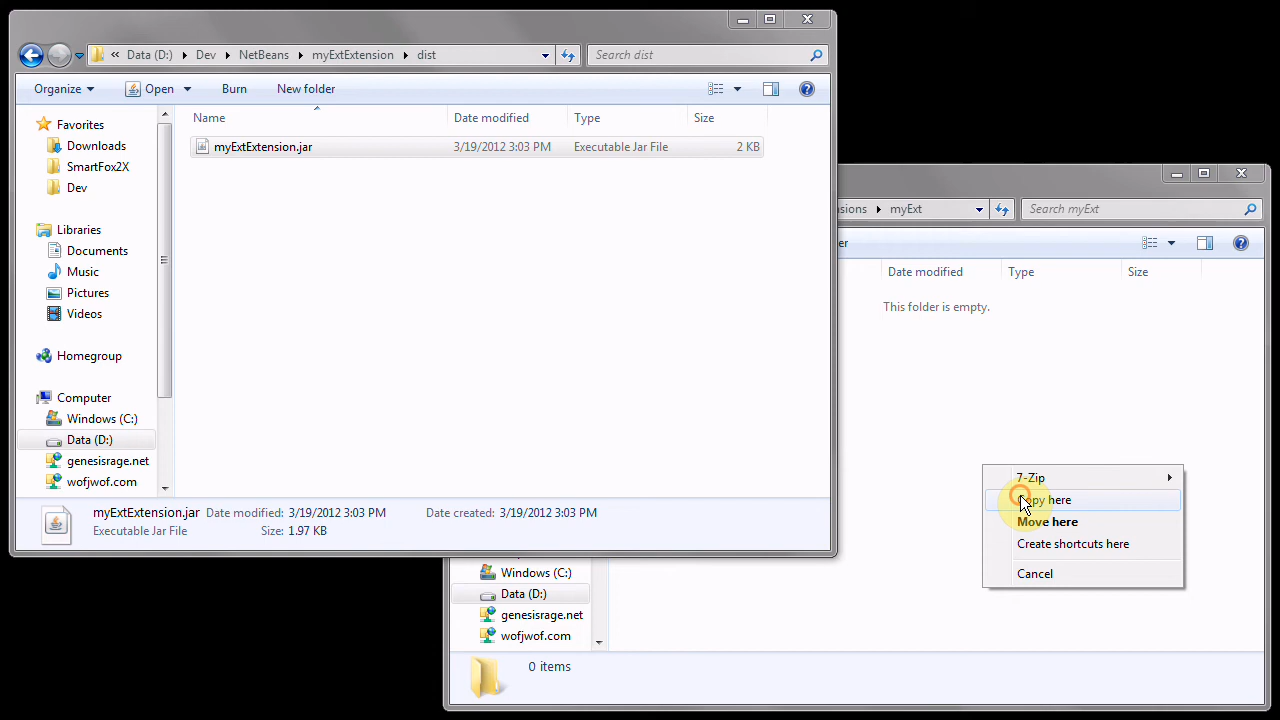 Data (D:) Dev NetBeans myExtExtension dist Search dist
Organize Open Burn New folder
Name Date modified Type Size
myExtExtension.jar 3/19/2012 3:03 PM Executable Jar File 2 KB
Favorites
Downloads
SmartFox2X
Dev
Libraries
Documents
Music
Pictures
Videos
Homegroup
Computer
Windows (C:)
Data (D:)
genesisrage.net
wofjwof.com
myExtExtension.jar Date modified: 3/19/2012 3:03 PM Date created: 3/19/2012 3:03 PM
Executable Jar File Size: 1.97 KB
myExt Search myExt
Date modified Type Size
This folder is empty.
7-Zip
Copy here
Move here
Create shortcuts here
Cancel
Windows (C:)
Data (D:)
genesisrage.net
wofjwof.com
0 items